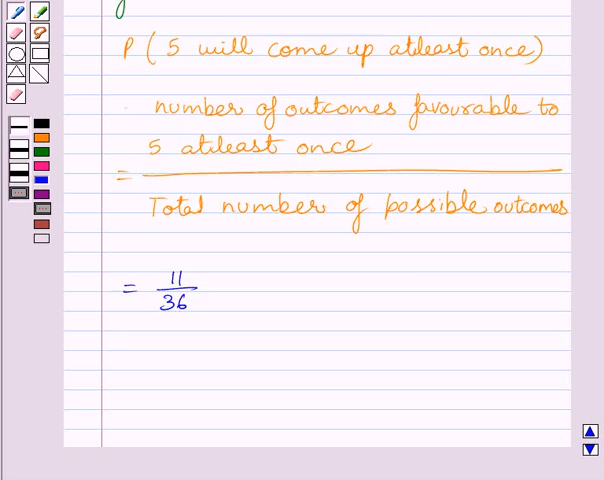 P ( 5 will come up atleast once)
number of outcomes favourable to
5 atleast once
=
Total number of possible outcomes
= 11
36